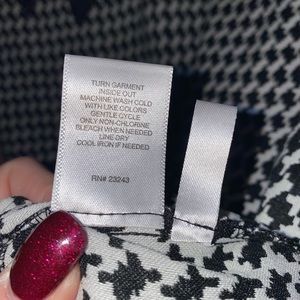 TURN GARMENT
INSIDE OUT
MACHINE WASH COLD
WITH LIKE COLORS
GENTLE CYCLE
ONLY NON-CHLORINE
BLEACH WHEN NEEDED
LINE DRY
COOL IRON IF NEEDED
RN# 23243